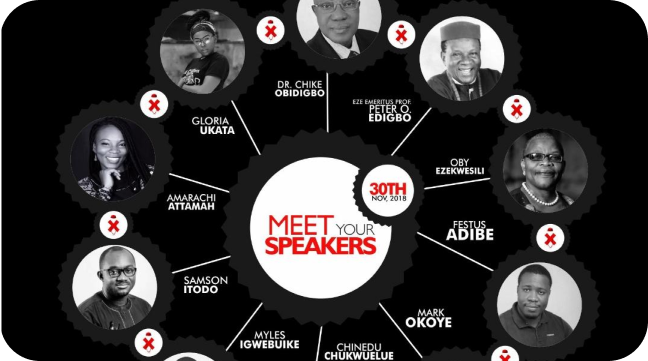 DR. CHIKE
OBIDIGBO
EZE EMERITUS PROF.
PETER O.
EDIGBO
GLORIA
UKATA
OBY
EZEKWESILI
30TH
NOV, 2018
AMARACHI
ATTAMAH
MEET YOUR
SPEAKERS
FESTUS
ADIBE
SAMSON
ITODO
MARK
OKOYE
MYLES
IGWEBUIKE
CHINEDU
CHUKWUELUE